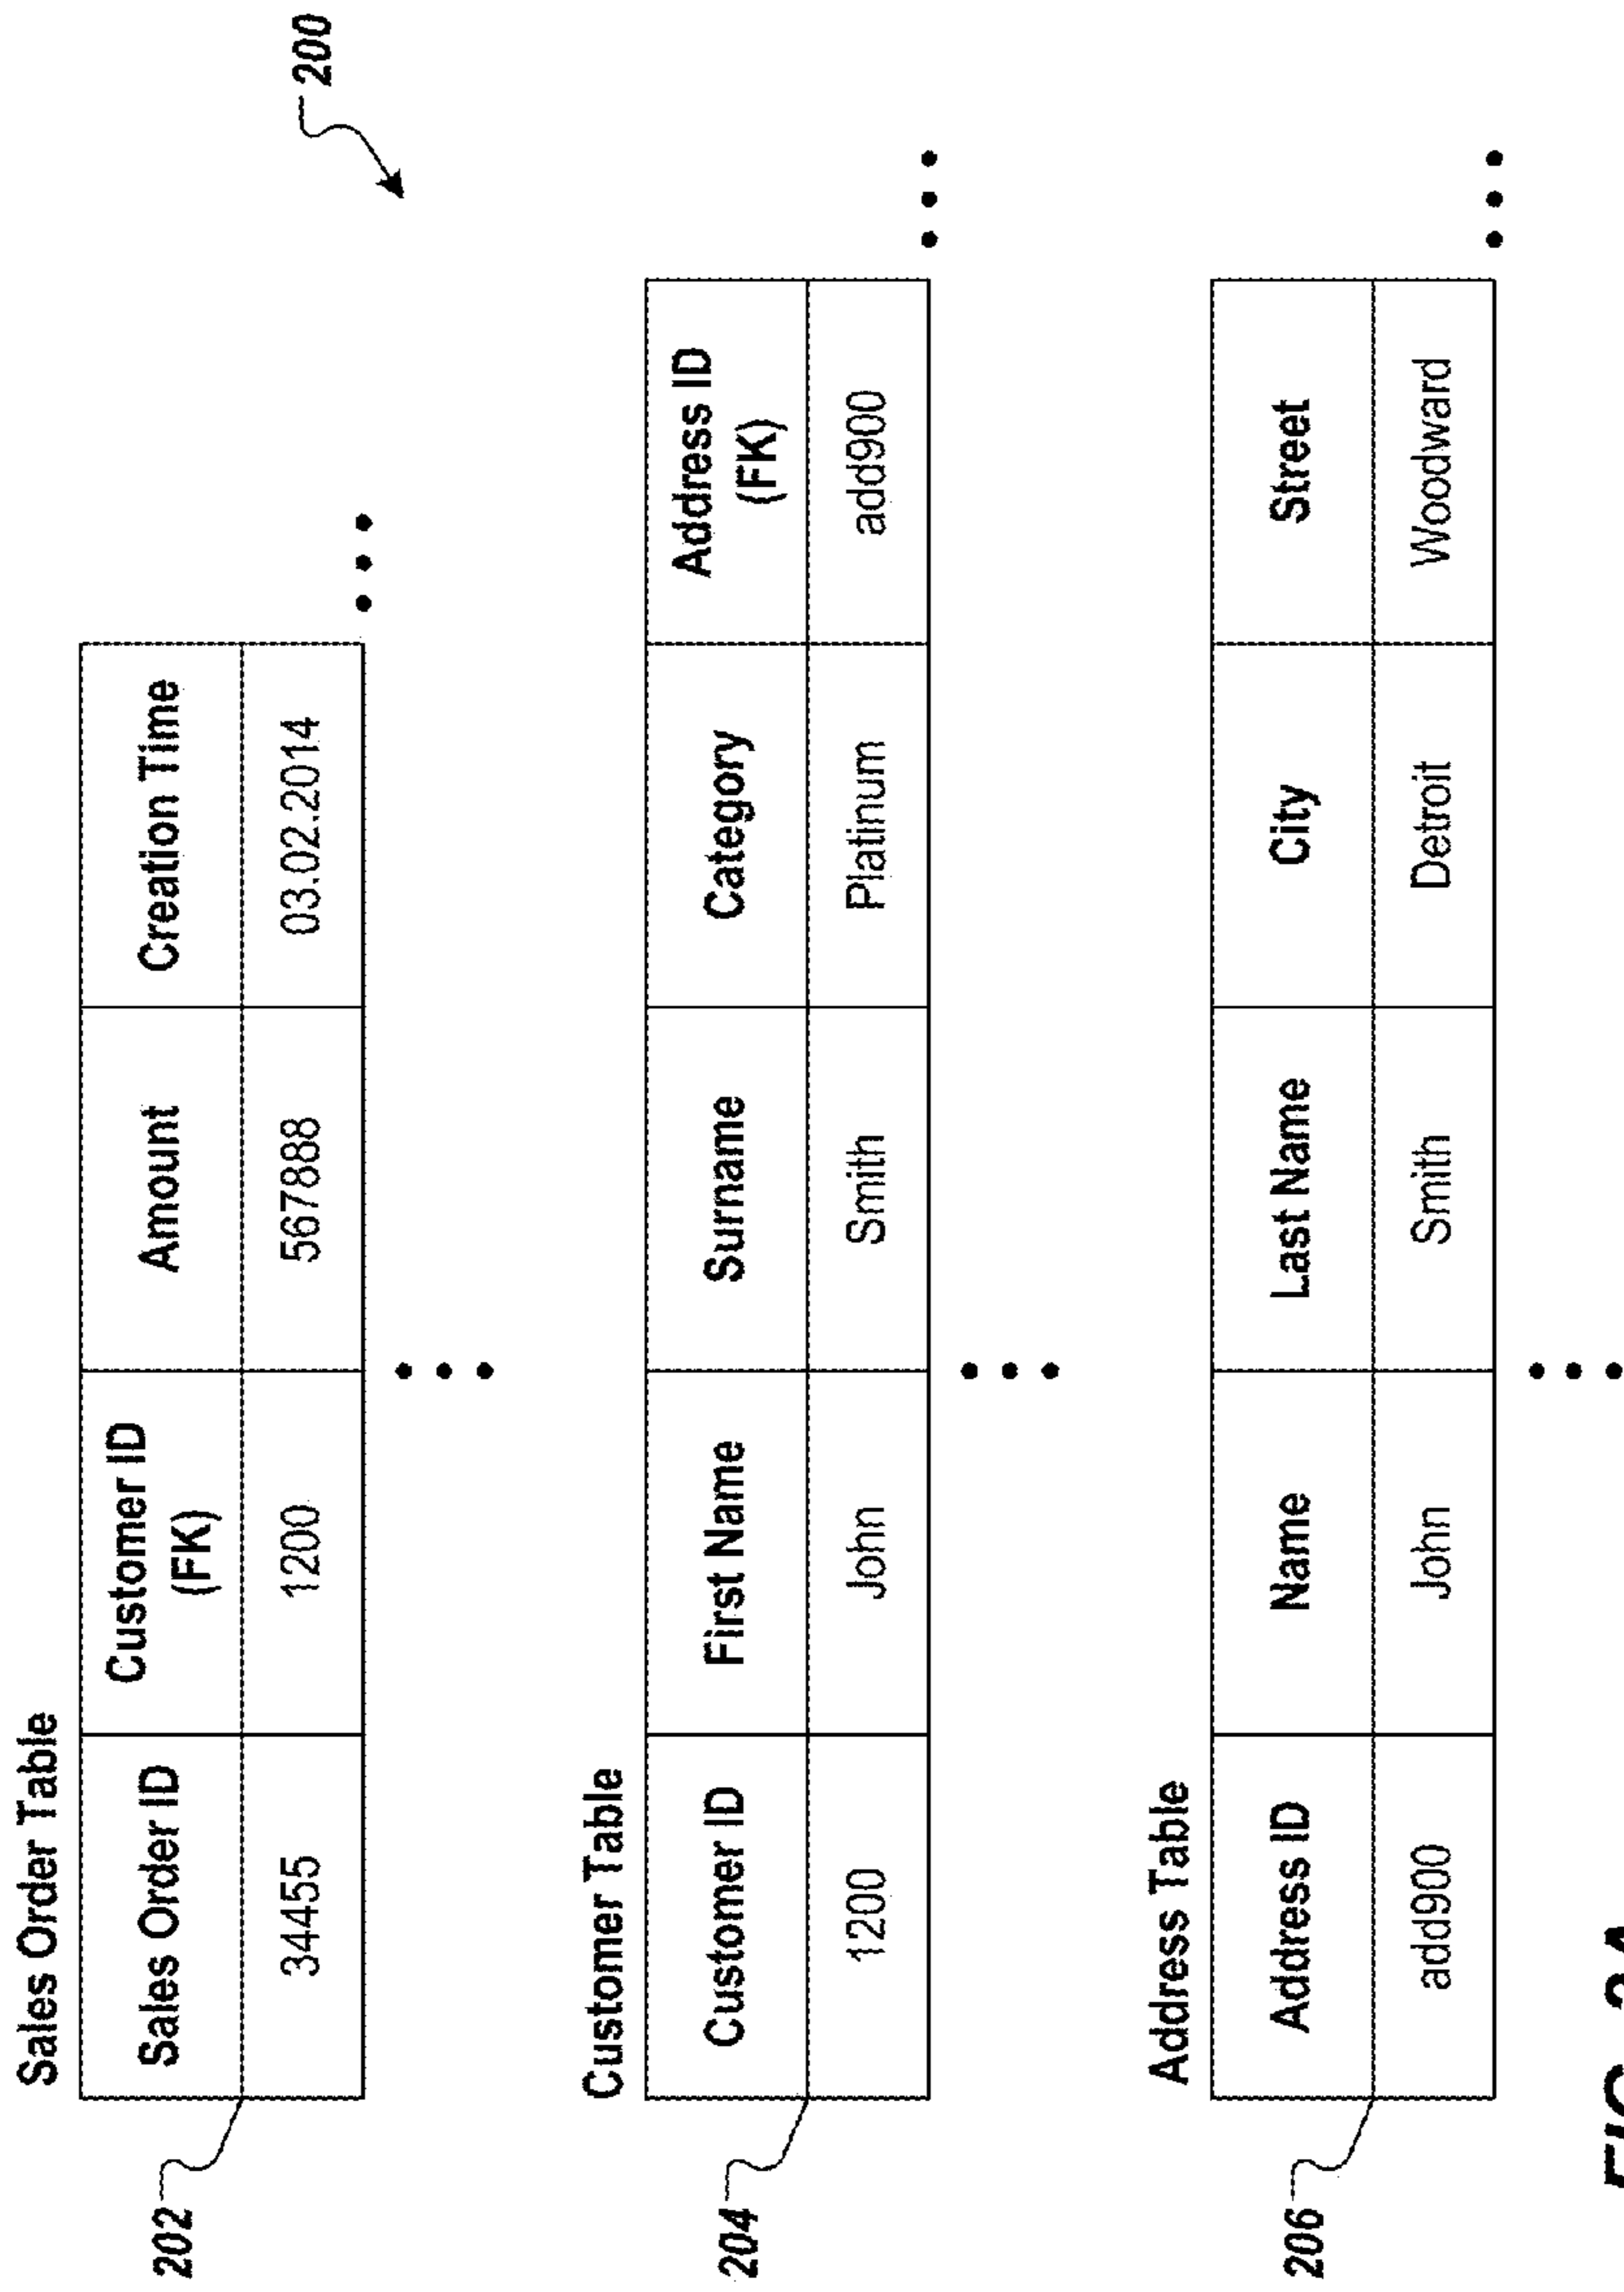 200
Sales Order Table
202
Sales Order ID Customer ID (FK) Amount Creation Time
34455 1200 567888 03.02.2014
Customer Table
204
Customer ID First Name Surname Category Address ID (FK)
1200 John Smith Platinum add900
Address Table
206
Address ID Name Last Name City Street
add900 John Smith Detroit Woodward